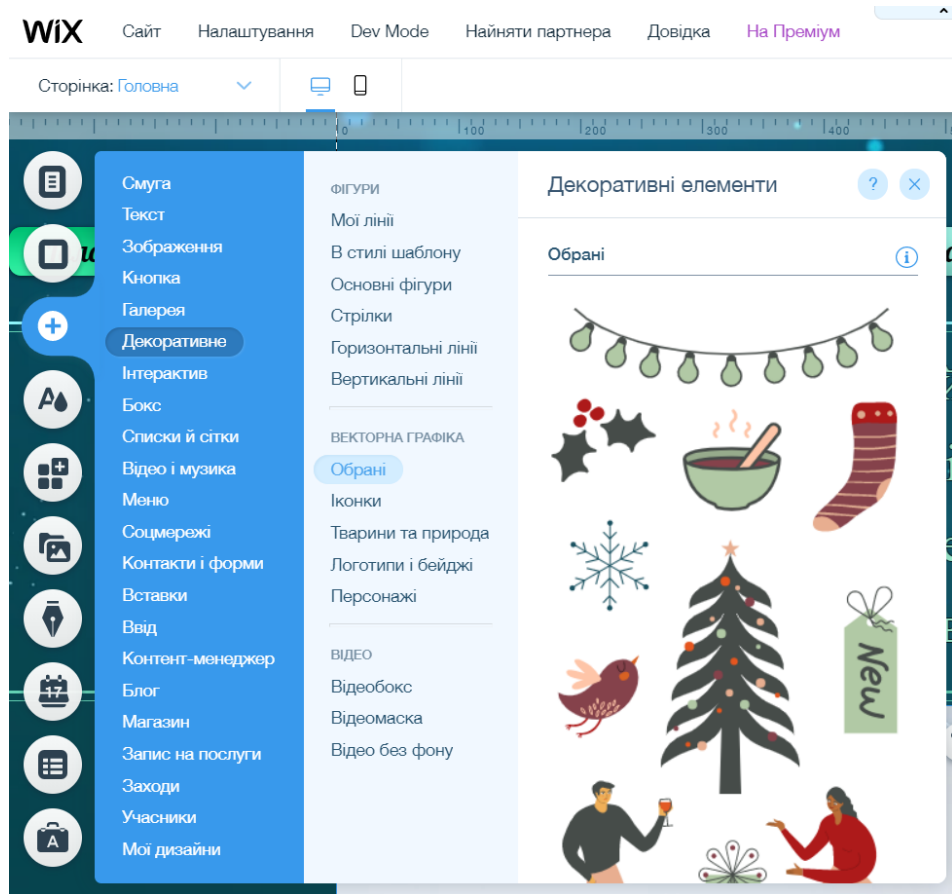 WiX Сайт Налаштування Dev Mode Найняти партнера Довідка На Преміум
Сторінка: Головна
0 100 200 300 400
Смуга
Текст
Зображення
Кнопка
Галерея
Декоративне
Інтерактив
Бокс
Списки й сітки
Відео і музика
Меню
Соцмережі
Контакти і форми
Вставки
Ввід
Контент-менеджер
Блог
Магазин
Запис на послуги
Заходи
Учасники
Мої дизайни
ФІГУРИ
Мої лінії
В стилі шаблону
Основні фігури
Стрілки
Горизонтальні лінії
Вертикальні лінії
ВЕКТОРНА ГРАФІКА
Обрані
Іконки
Тварини та природа
Логотипи і бейджі
Персонажі
ВІДЕО
Відеобокс
Відеомаска
Відео без фону
Декоративні елементи ?
Обрані i
New
A
17
A